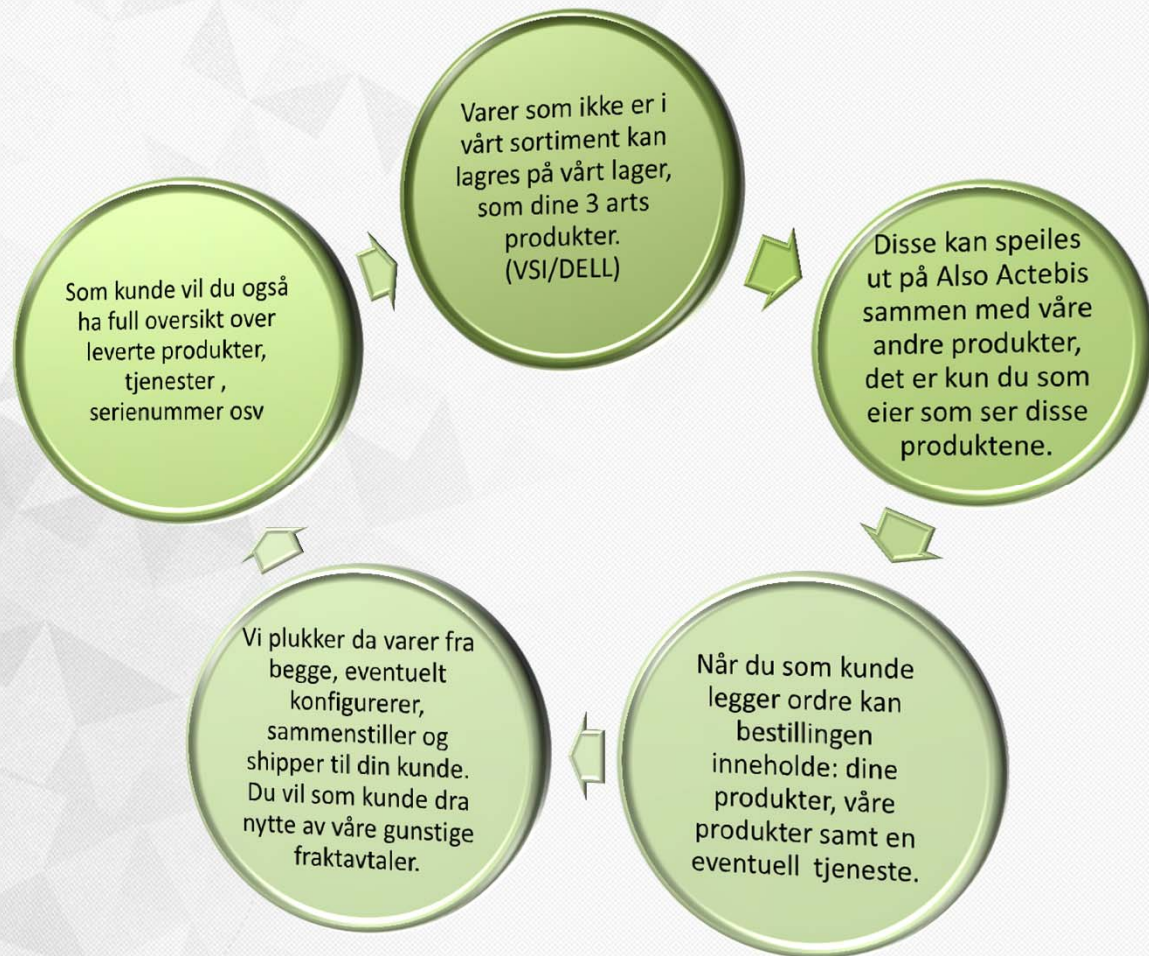 Varer som ikke er i
vårt sortiment kan
lagres på vårt lager,
som dine 3 arts
produkter.
(VSI/DELL)
Disse kan speiles
ut på Also Actebis
sammen med våre
andre produkter,
det er kun du som
eier som ser disse
produktene.
Når du som kunde
legger ordre kan
bestillingen
inneholde: dine
produkter, våre
produkter samt en
eventuell tjeneste.
Vi plukker da varer fra
begge, eventuelt
konfigurerer,
sammenstiller og
shipper til din kunde.
Du vil som kunde dra
nytte av våre gunstige
fraktavtaler.
Som kunde vil du også
ha full oversikt over
leverte produkter,
tjenester ,
serienummer osv